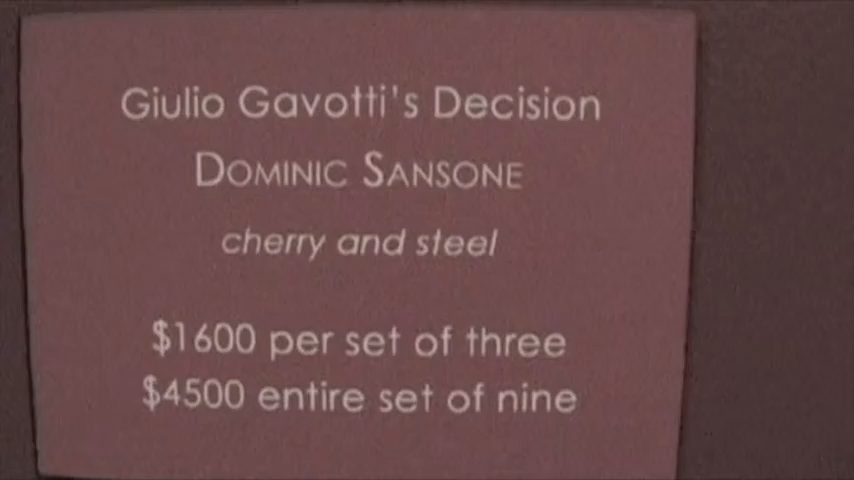 Giulio Gavotti's Decision
DOMINIC SANSONE
cherry and steel
$1600 per set of three
$4500 entire set of nine